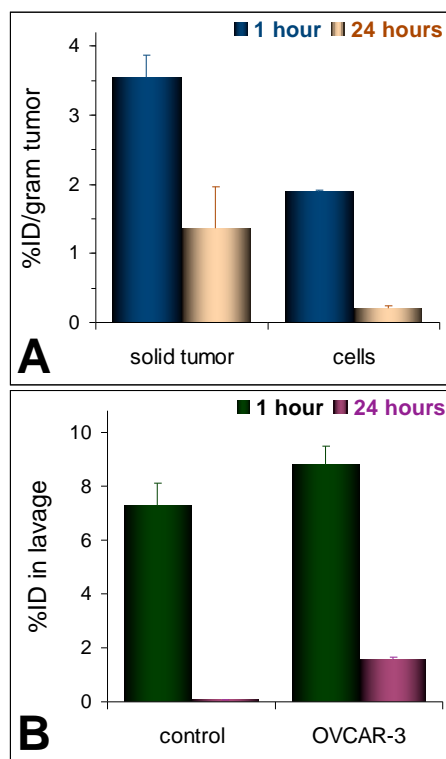 1 hour 24 hours
%ID/gram tumor
4
3
2
1
0
solid tumor cells
A
1 hour 24 hours
%ID in lavage
10
8
6
4
2
0
control OVCAR-3
B